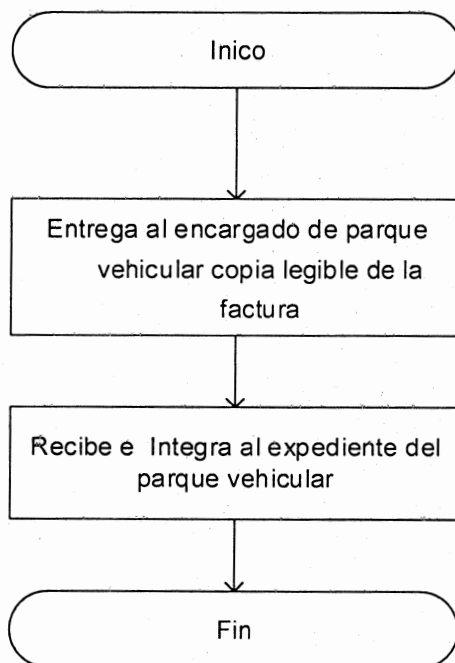 Inico
Entrega al encargado de parque
vehicular copia legible de la
factura
Recibe e Integra al expediente del
parque vehicular
Fin